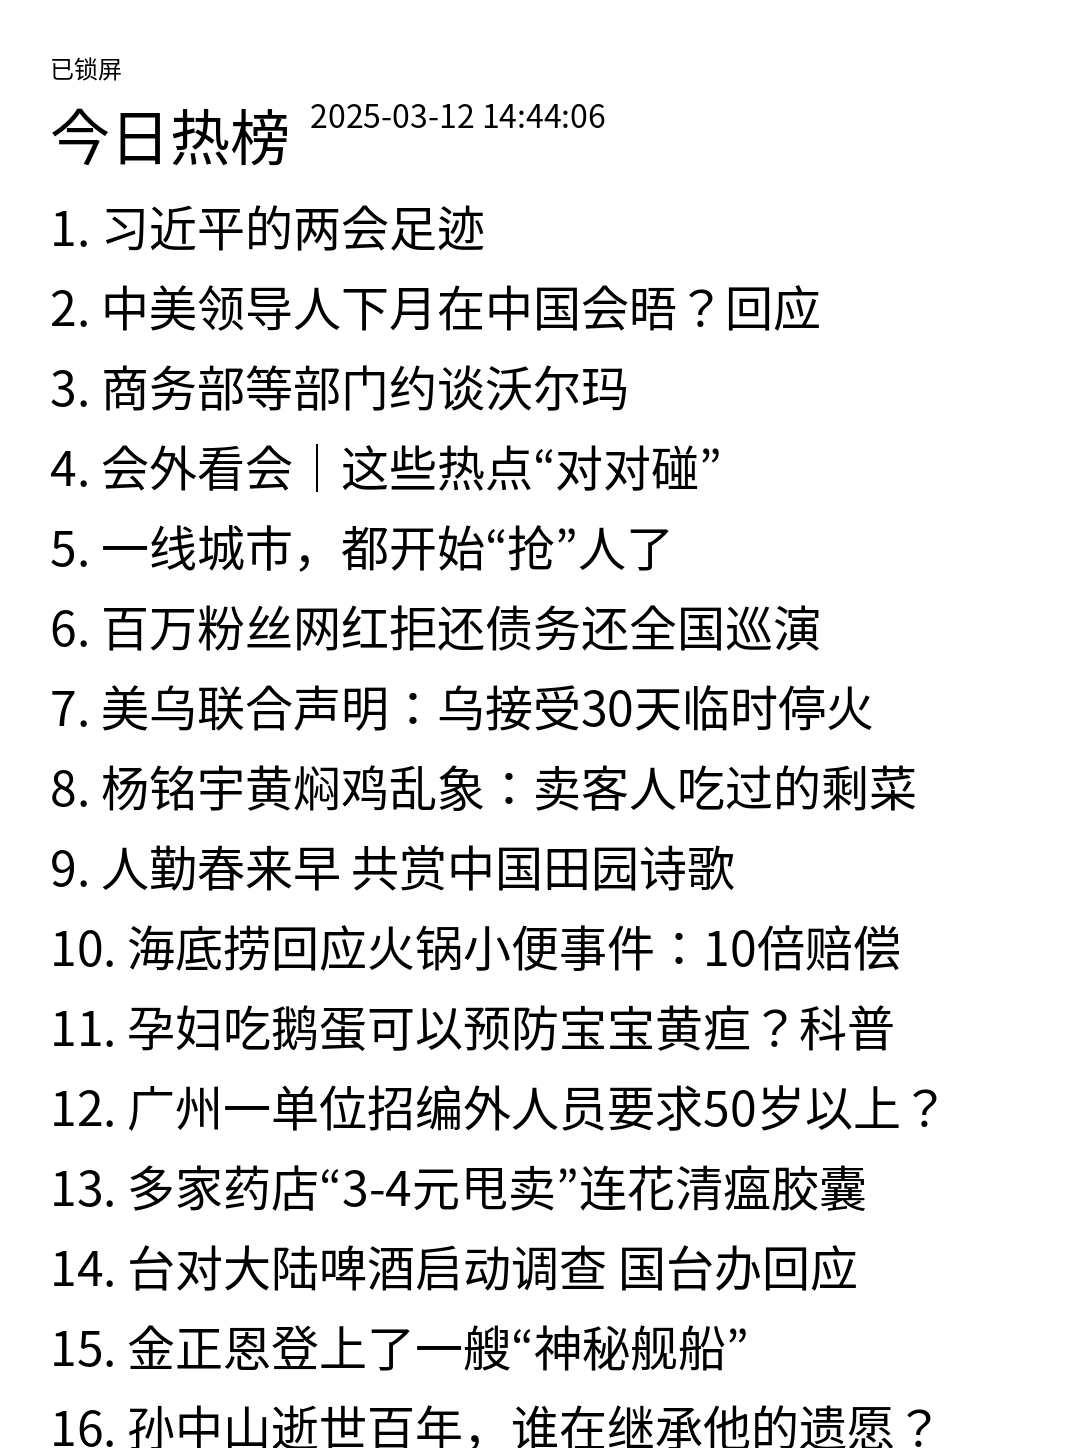 已锁屏
今日热榜 2025-03-12 14:44:06
1. 习近平的两会足迹
2. 中美领导人下月在中国会晤？回应
3. 商务部等部门约谈沃尔玛
4. 会外看会｜这些热点“对对碰”
5. 一线城市，都开始“抢”人了
6. 百万粉丝网红拒还债务还全国巡演
7. 美乌联合声明：乌接受30天临时停火
8. 杨铭宇黄焖鸡乱象：卖客人吃过的剩菜
9. 人勤春来早 共赏中国田园诗歌
10. 海底捞回应火锅小便事件：10倍赔偿
11. 孕妇吃鹅蛋可以预防宝宝黄疸？科普
12. 广州一单位招编外人员要求50岁以上？
13. 多家药店“3-4元甩卖”连花清瘟胶囊
14. 台对大陆啤酒启动调查 国台办回应
15. 金正恩登上了一艘“神秘舰船”
16. 孙中山逝世百年，谁在继承他的遗愿？